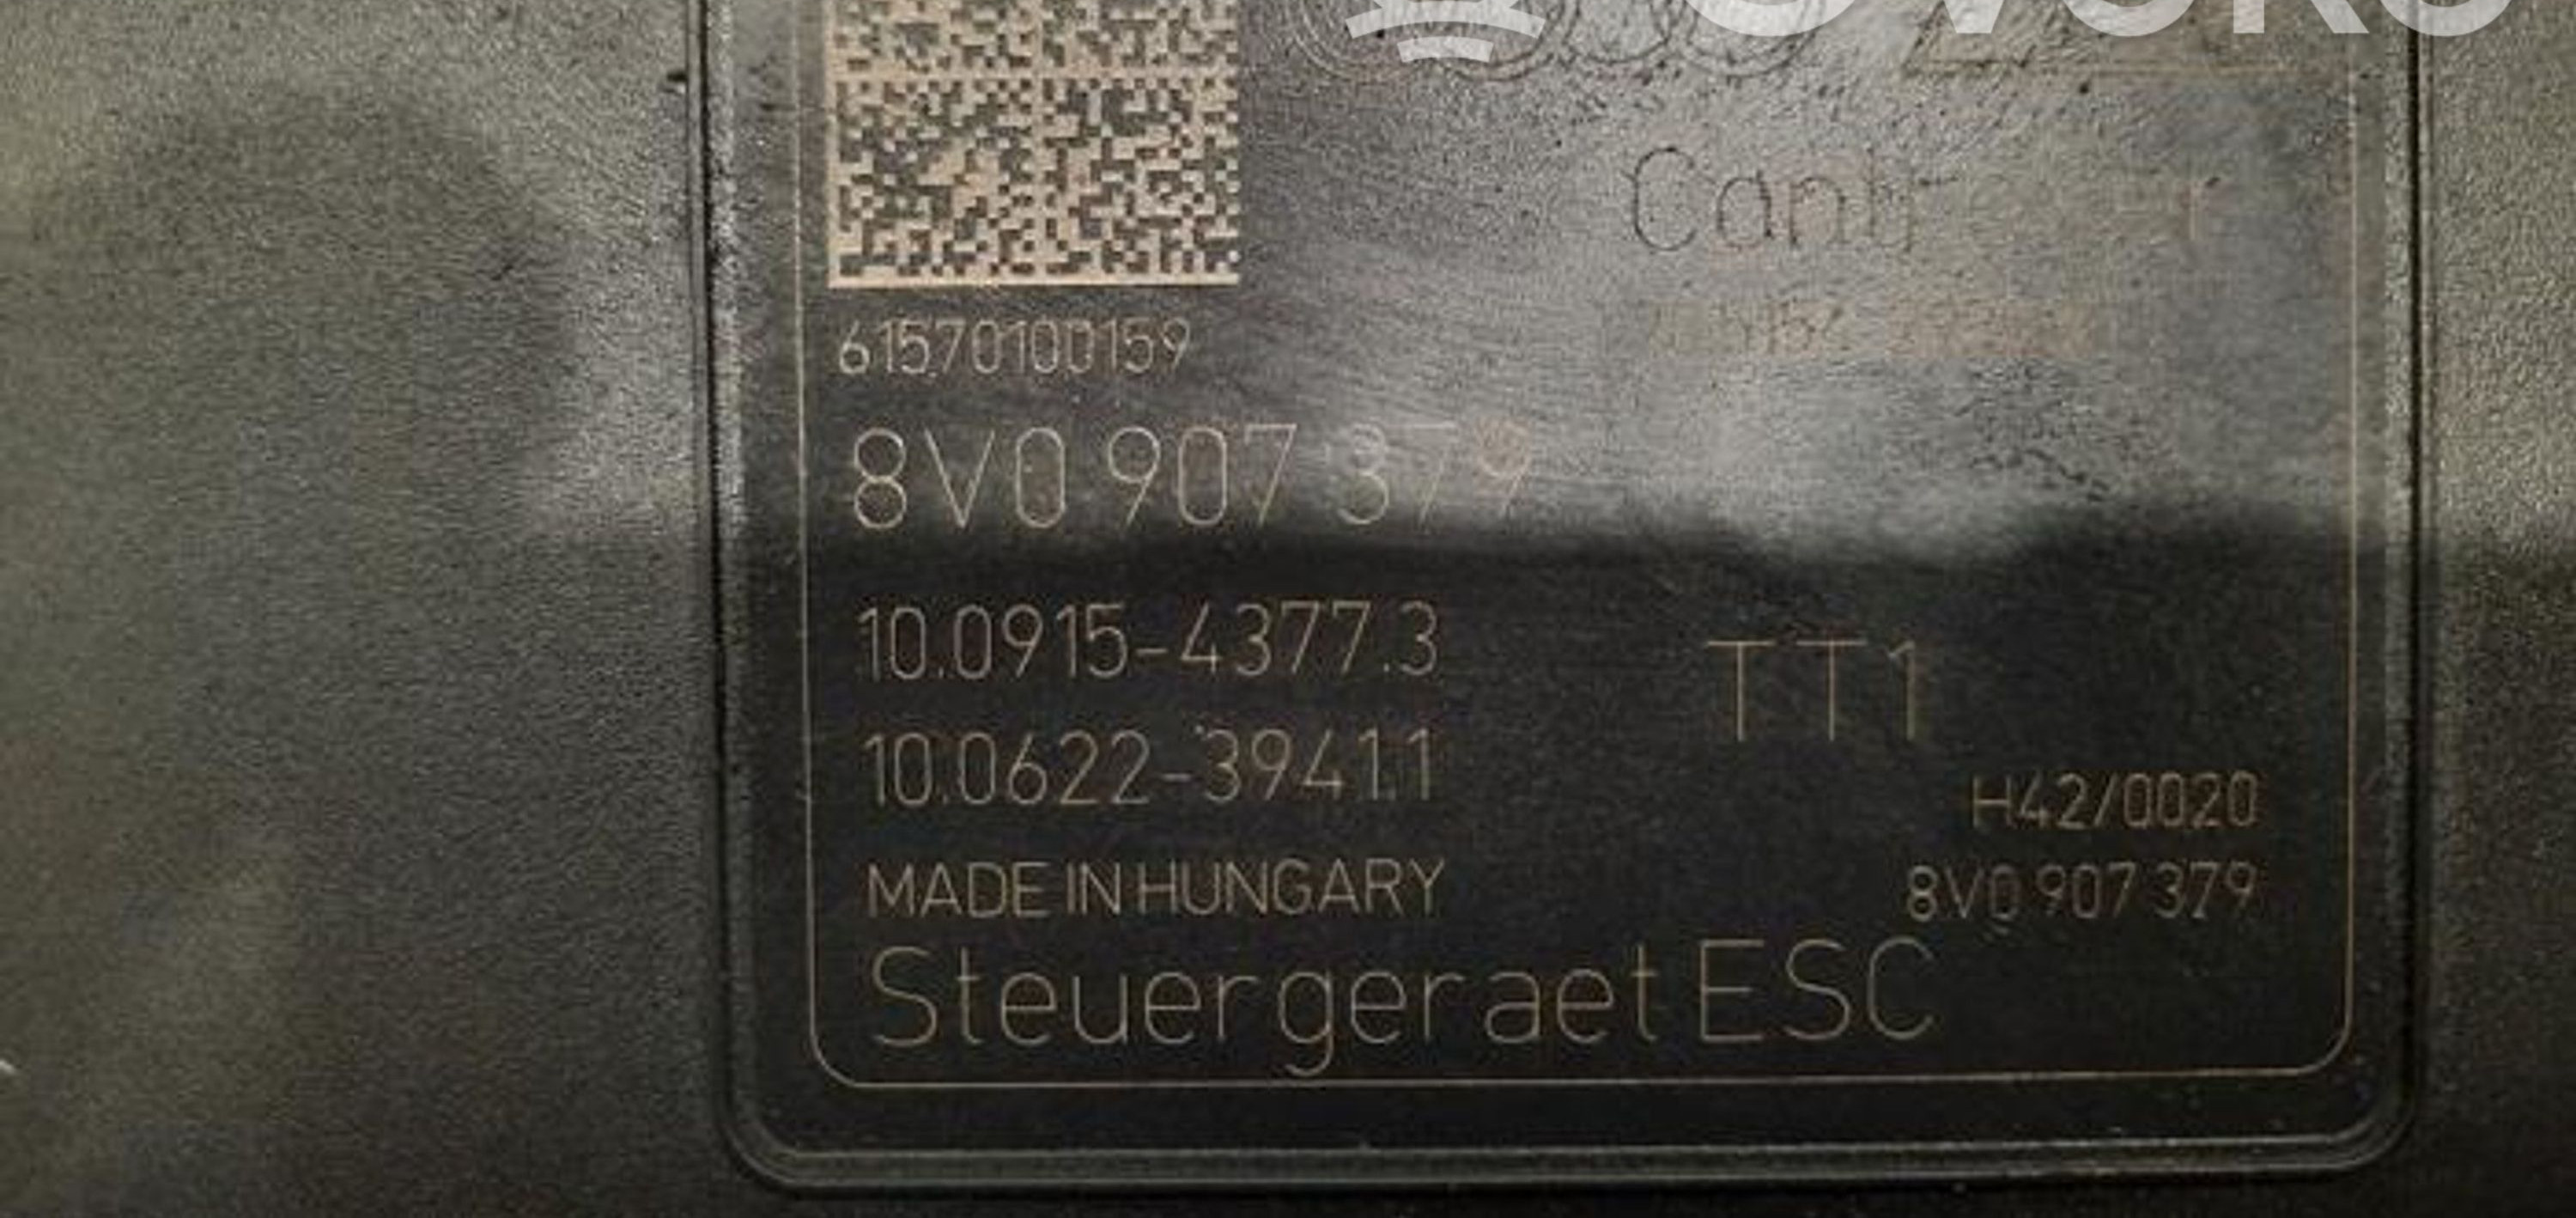 61570100159
8V0 907 379
10.0915-4377.3
TT1
10.0622-3941.1
H42/0020
MADE IN HUNGARY
8V0 907 379
Steuergeraet ESC